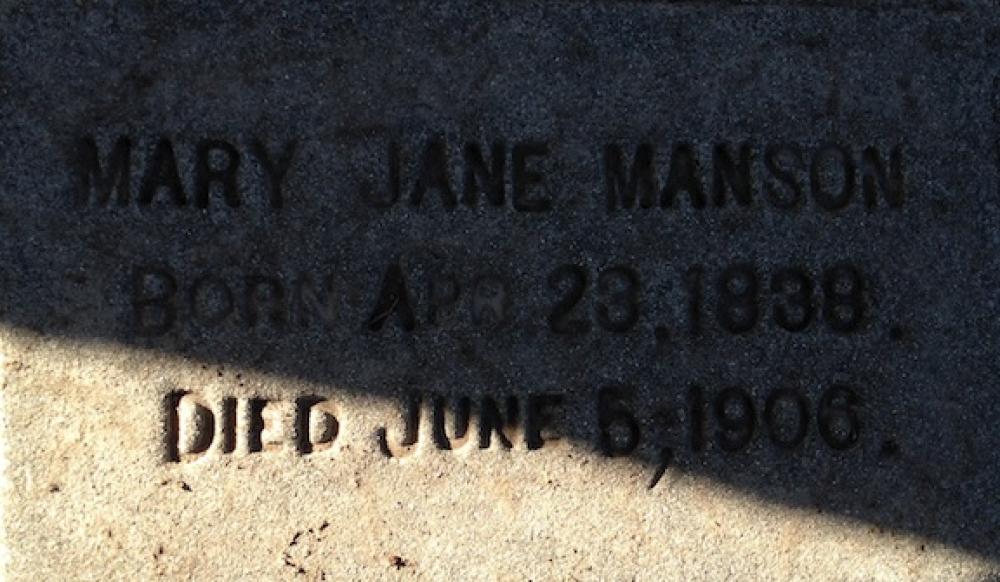 MARY JANE MANSON.
BORN APR. 23, 1838.
DIED JUNE 5, 1906.